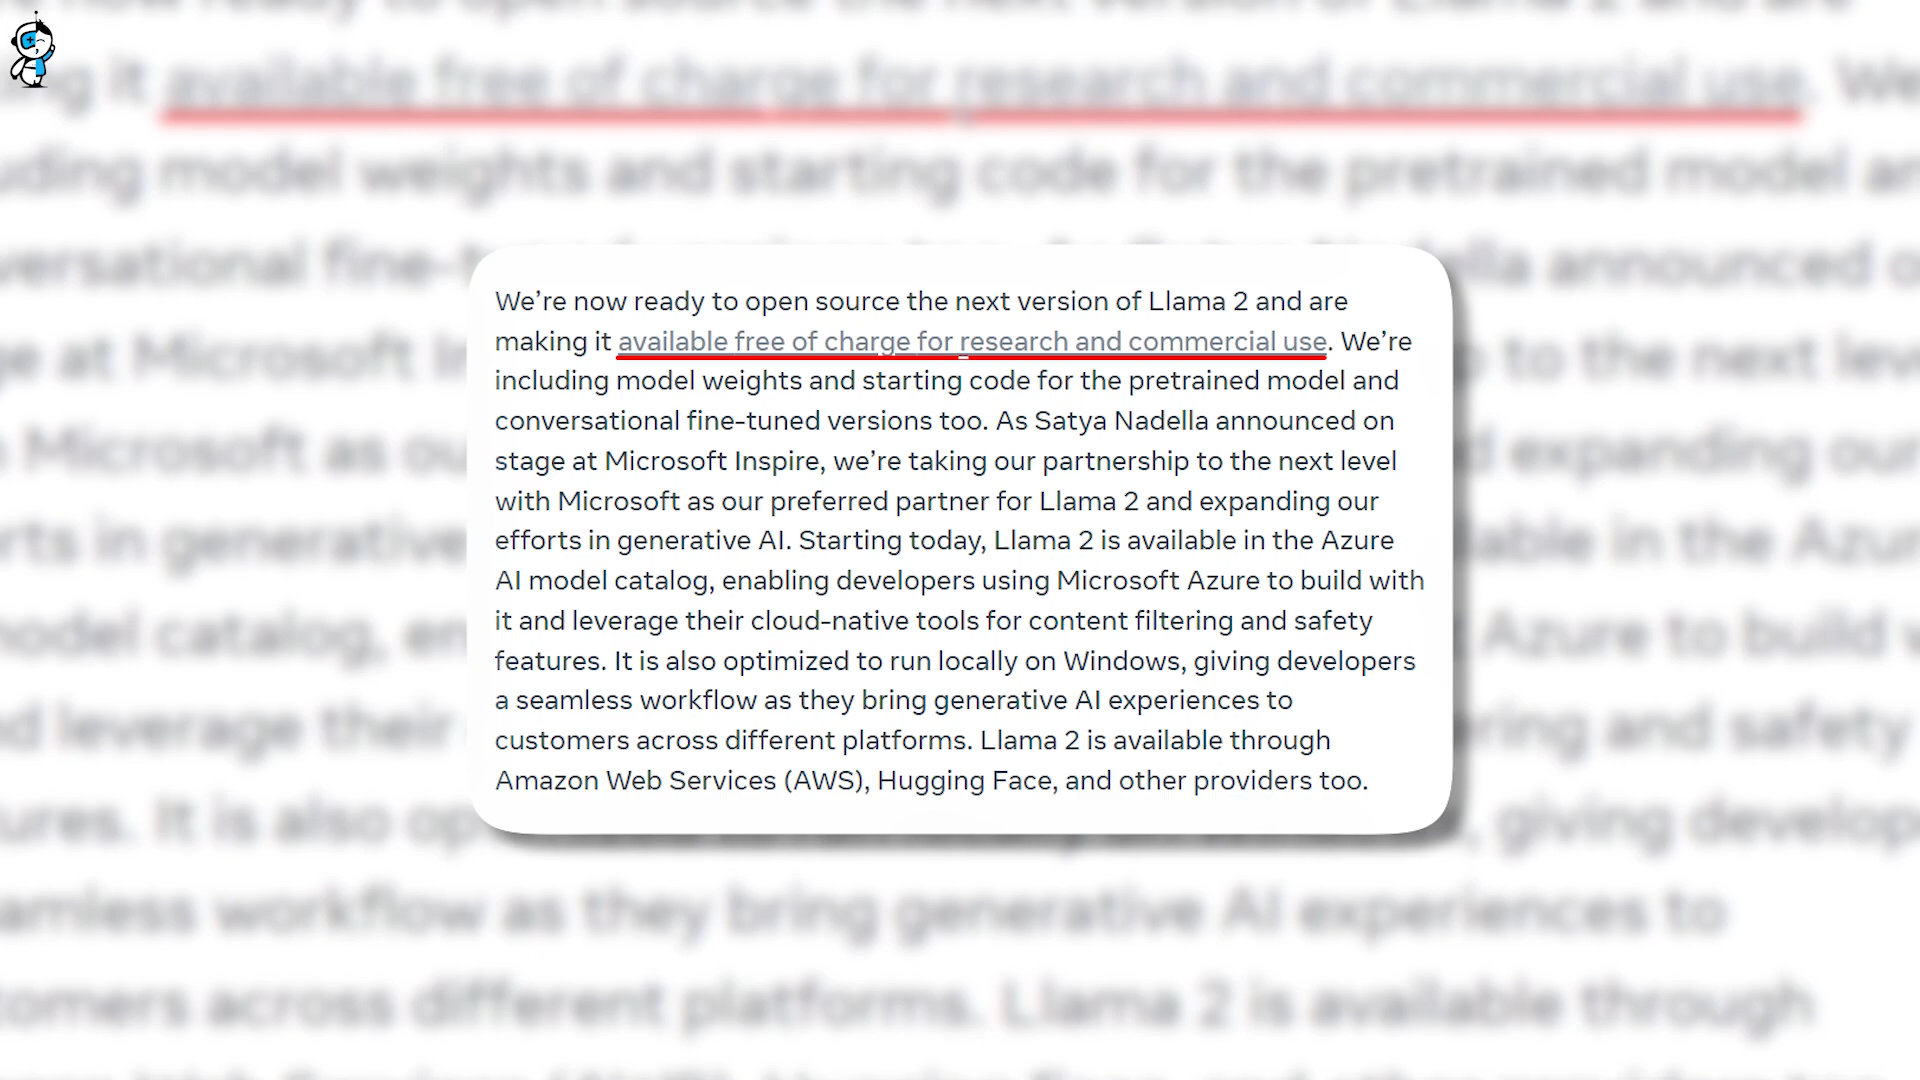 We’re now ready to open source the next version of Llama 2 and are
making it available free of charge for research and commercial use. We’re
including model weights and starting code for the pretrained model and
conversational fine-tuned versions too. As Satya Nadella announced on
stage at Microsoft Inspire, we’re taking our partnership to the next level
with Microsoft as our preferred partner for Llama 2 and expanding our
efforts in generative AI. Starting today, Llama 2 is available in the Azure
AI model catalog, enabling developers using Microsoft Azure to build with
it and leverage their cloud-native tools for content filtering and safety
features. It is also optimized to run locally on Windows, giving developers
a seamless workflow as they bring generative AI experiences to
customers across different platforms. Llama 2 is available through
Amazon Web Services (AWS), Hugging Face, and other providers too.